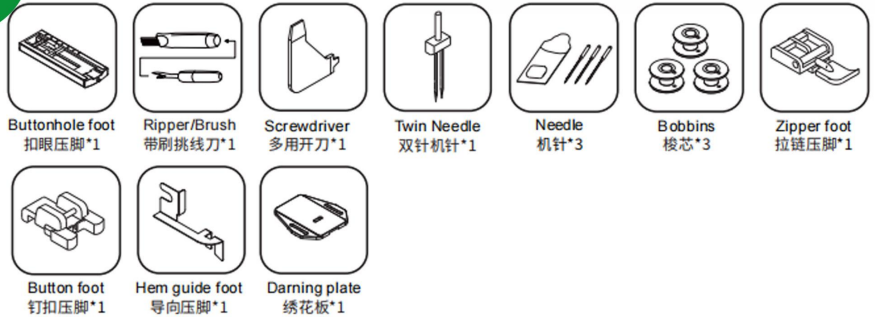 Buttonhole foot
扣眼压脚*1
Ripper/Brush
带刷挑线刀*1
Screwdriver
多用开刀*1
Twin Needle
双针机针*1
Needle
机针*3
Bobbins
梭芯*3
Zipper foot
拉链压脚*1
Button foot
钉扣压脚*1
Hem guide foot
导向压脚*1
Darning plate
绣花板*1